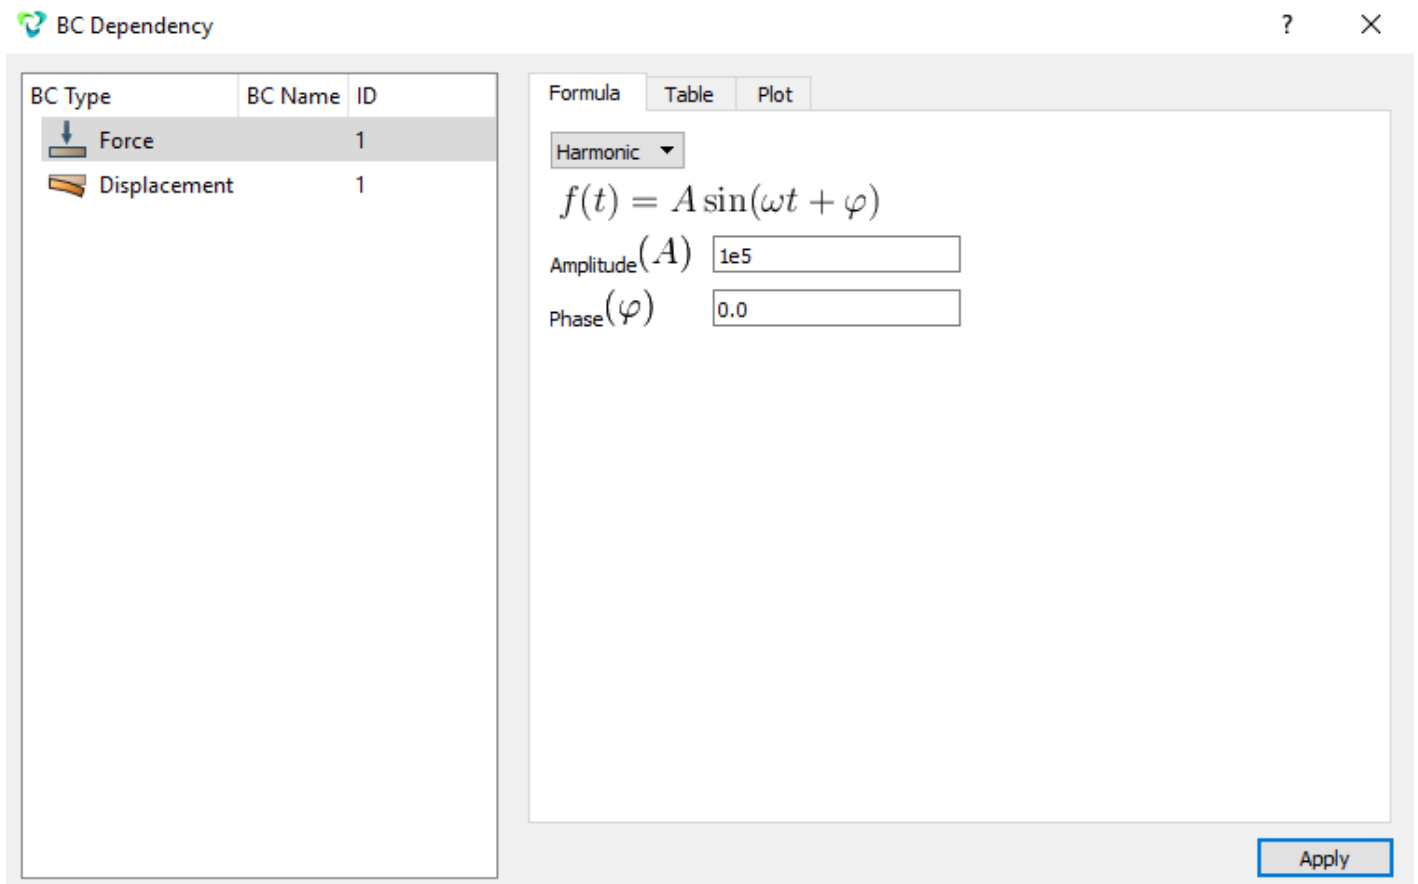 BC Dependency ?
BC Type BC Name ID
Force 1
Displacement 1
Formula Table Plot
Harmonic
f(t) = A sin(ωt + φ)
Amplitude(A) 1e5
Phase(φ) 0.0
Apply